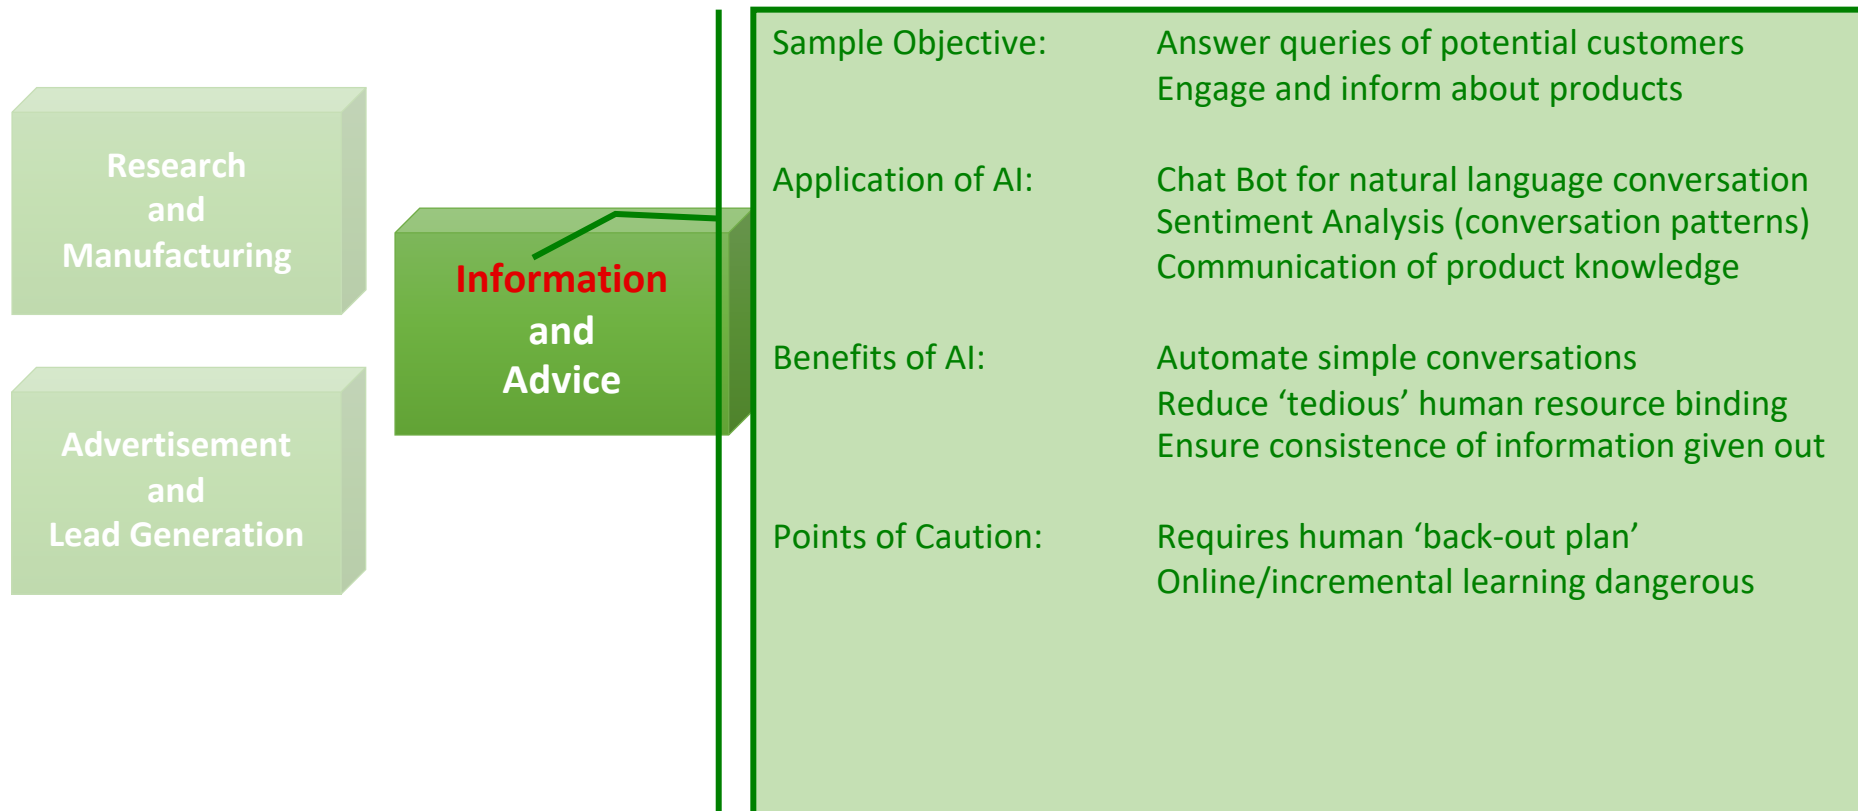 Research
and
Manufacturing
Advertisement
and
Lead Generation
Information
and
Advice
Sample Objective: Answer queries of potential customers
Engage and inform about products
Application of AI: Chat Bot for natural language conversation
Sentiment Analysis (conversation patterns)
Communication of product knowledge
Benefits of AI: Automate simple conversations
Reduce ‘tedious’ human resource binding
Ensure consistence of information given out
Points of Caution: Requires human ‘back-out plan’
Online/incremental learning dangerous